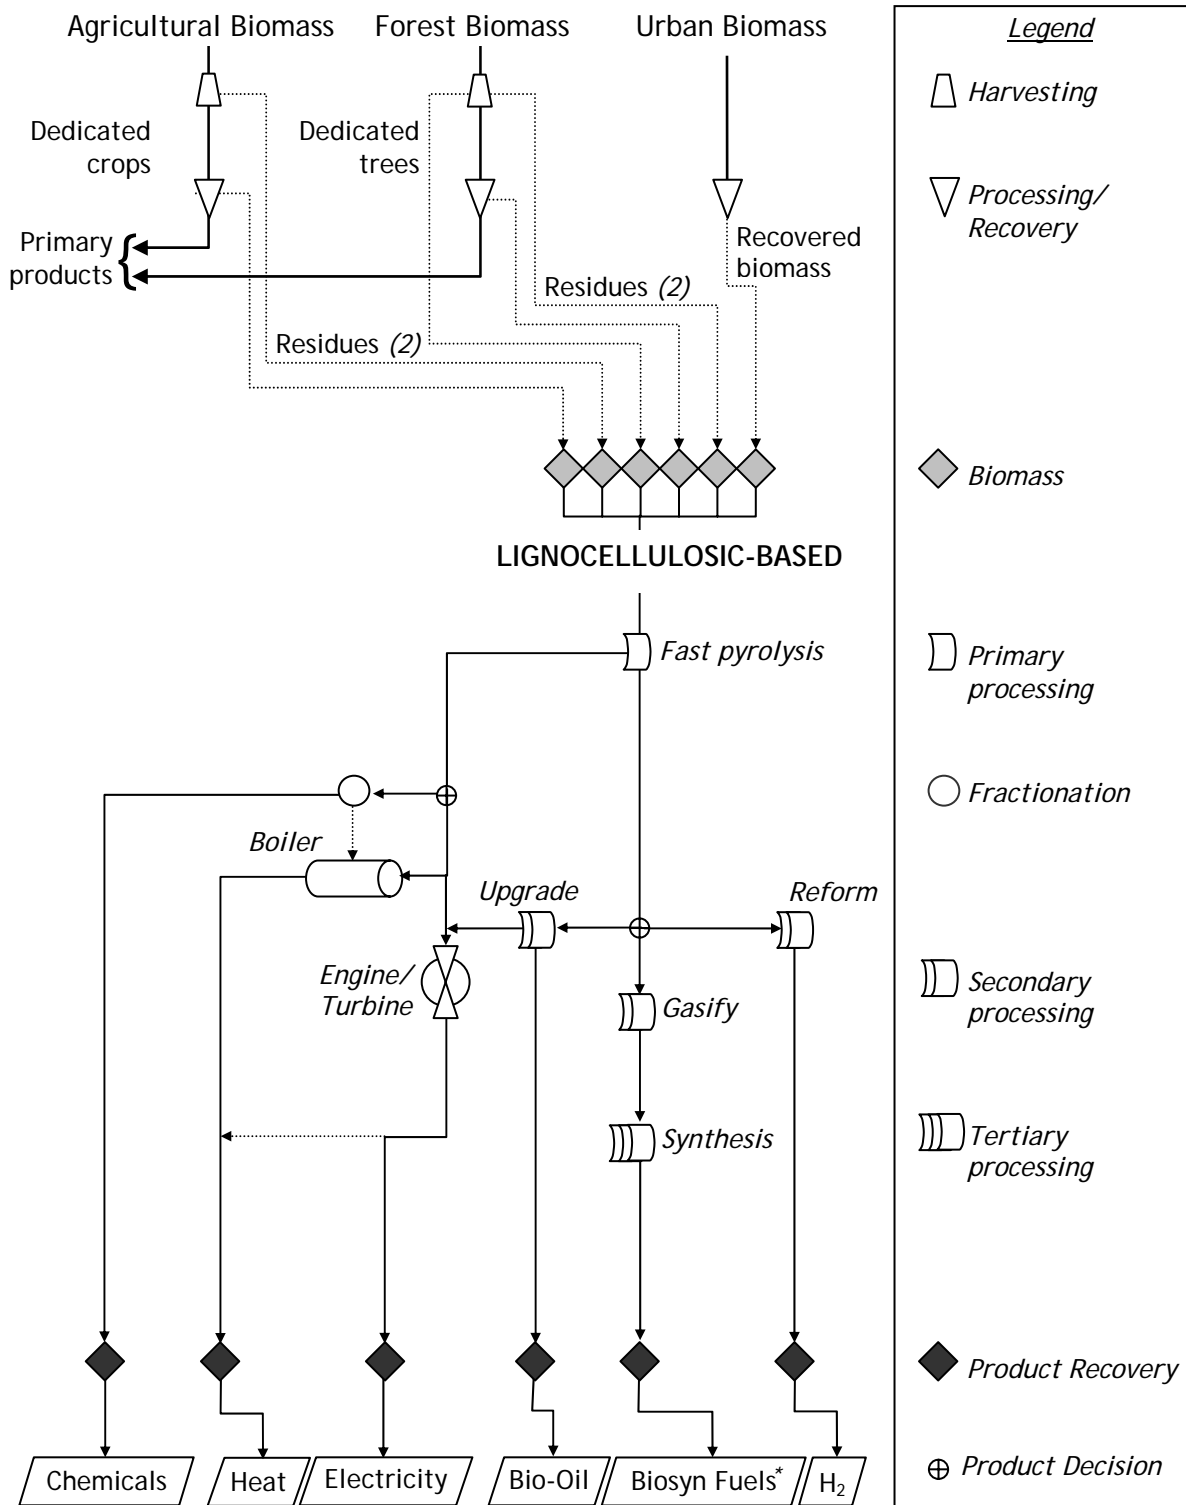 Agricultural Biomass
Forest Biomass
Urban Biomass
Dedicated
crops
Dedicated
trees
Primary
products
Recovered
biomass
Residues (2)
Residues (2)
LIGNOCELLULOSIC-BASED
Fast pyrolysis
Boiler
Upgrade
Reform
Engine/
Turbine
Gasify
Synthesis
Chemicals
Heat
Electricity
Bio-Oil
Biosyn Fuels*
H₂
Legend
Harvesting
Processing/
Recovery
Biomass
Primary
processing
Fractionation
Secondary
processing
Tertiary
processing
Product Recovery
Product Decision